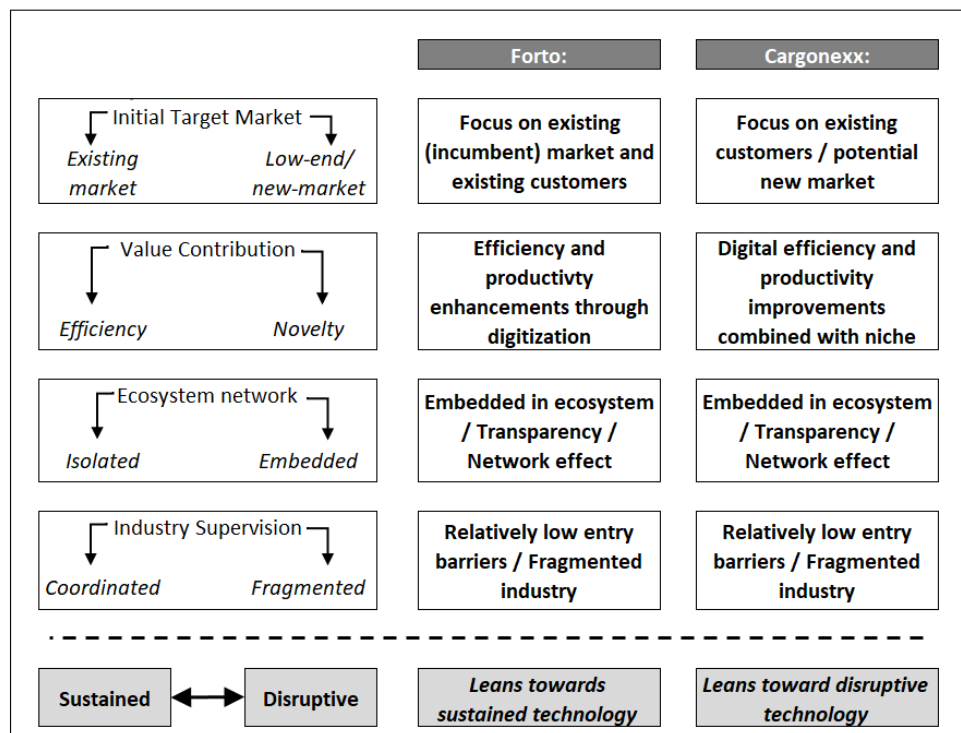 Forto:
Cargonexx:
Initial Target Market
Existing
market
Low-end/
new-market
Focus on existing
(incumbent) market and
existing customers
Focus on existing
customers / potential
new market
Value Contribution
Efficiency
Novelty
Efficiency and
productivty
enhancements through
digitization
Digital efficiency and
productivity
improvements
combined with niche
Ecosystem network
Isolated
Embedded
Embedded in ecosystem
/ Transparency /
Network effect
Embedded in ecosystem
/ Transparency /
Network effect
Industry Supervision
Coordinated
Fragmented
Relatively low entry
barriers / Fragmented
industry
Relatively low entry
barriers / Fragmented
industry
Sustained
Disruptive
Leans towards
sustained technology
Leans toward disruptive
technology